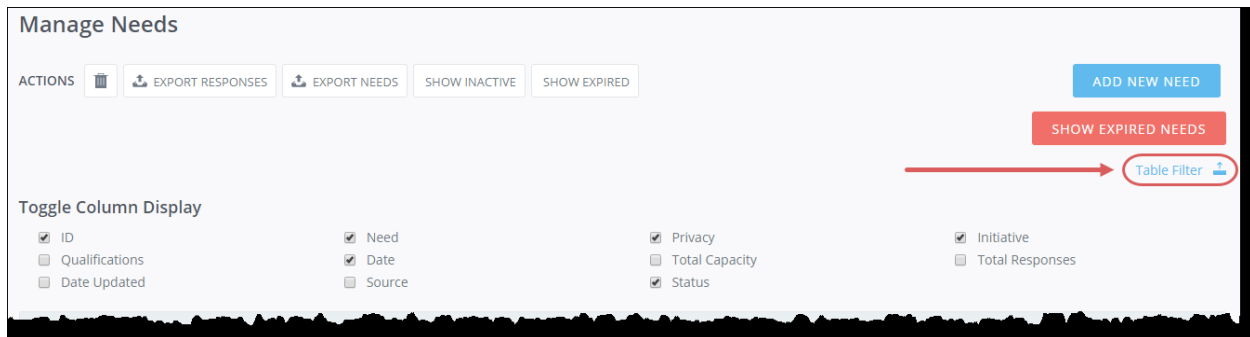 Manage Needs
ACTIONS EXPORT RESPONSES EXPORT NEEDS SHOW INACTIVE SHOW EXPIRED ADD NEW NEED
SHOW EXPIRED NEEDS
Table Filter
Toggle Column Display
ID Need Privacy Initiative
Qualifications Date Total Capacity Total Responses
Date Updated Source Status